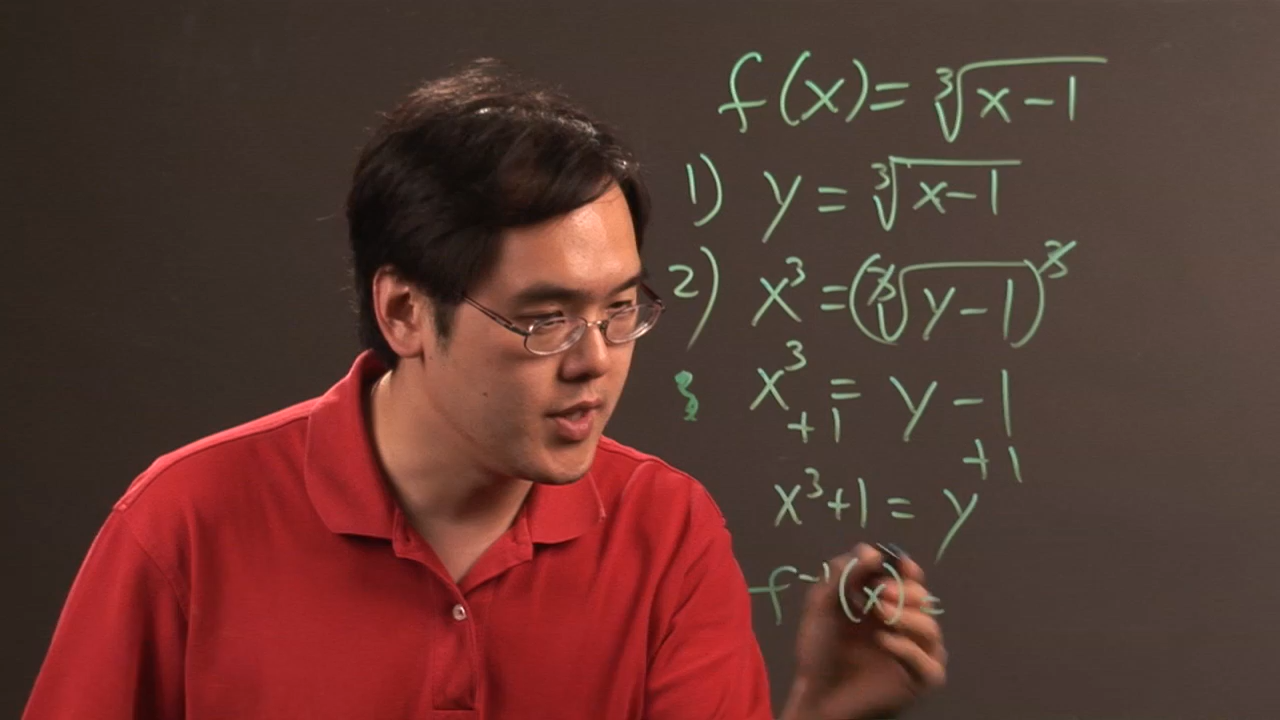 f(x) = ∛(x-1)
1) y = ∛(x-1)
2) x³ = (∛(y-1))³
x³ = y - 1
+1 +1
x³+1 = y
f⁻¹(x) =